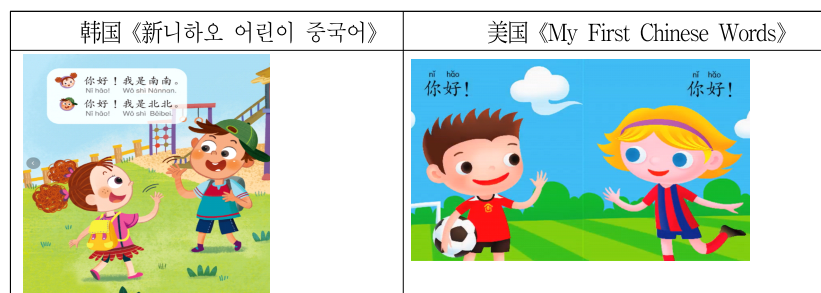 韩国《新니하오 어린이 중국어》
美国《My First Chinese Words》
你好！我是南南。
Nǐ hǎo! Wǒ shì Nánnan.
你好！我是北北。
Nǐ hǎo! Wǒ shì Běibei.
nǐ hǎo
你好!
nǐ hǎo
你好!